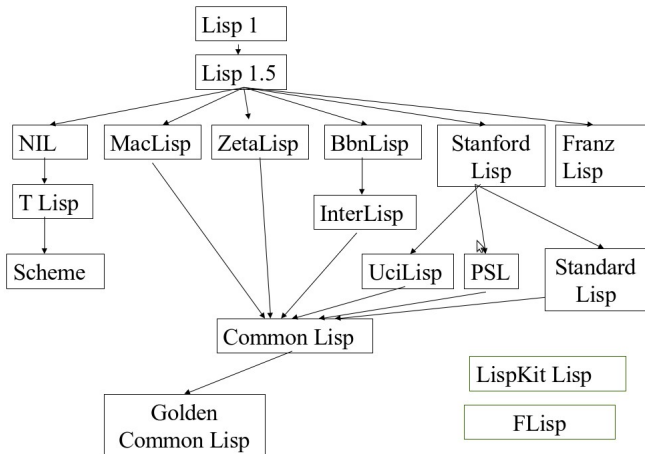 Lisp 1
Lisp 1.5
NIL
MacLisp
ZetaLisp
BbnLisp
Stanford
Lisp
Franz
Lisp
T Lisp
InterLisp
Scheme
UciLisp
PSL
Standard
Lisp
Common Lisp
LispKit Lisp
Golden
Common Lisp
FLisp